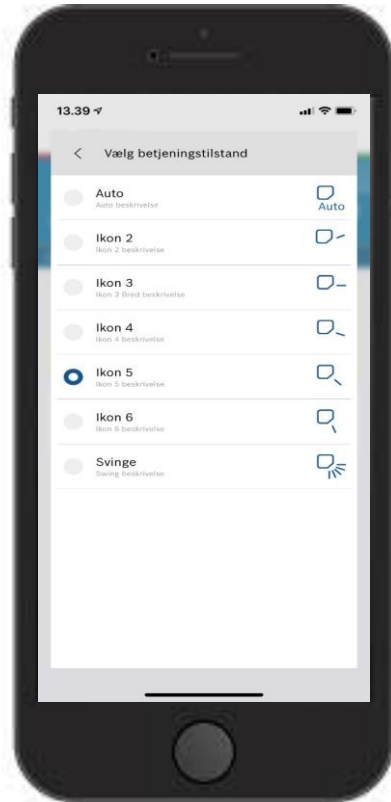 13.39
< Vælg betjeningstilstand
Auto
Auto beskrivelse
Auto
Ikon 2
Ikon 2 beskrivelse
Ikon 3
Ikon 3 Bred beskrivelse
Ikon 4
Ikon 4 beskrivelse
Ikon 5
Ikon 5 beskrivelse
Ikon 6
Ikon 6 beskrivelse
Svinge
Swing beskrivelse